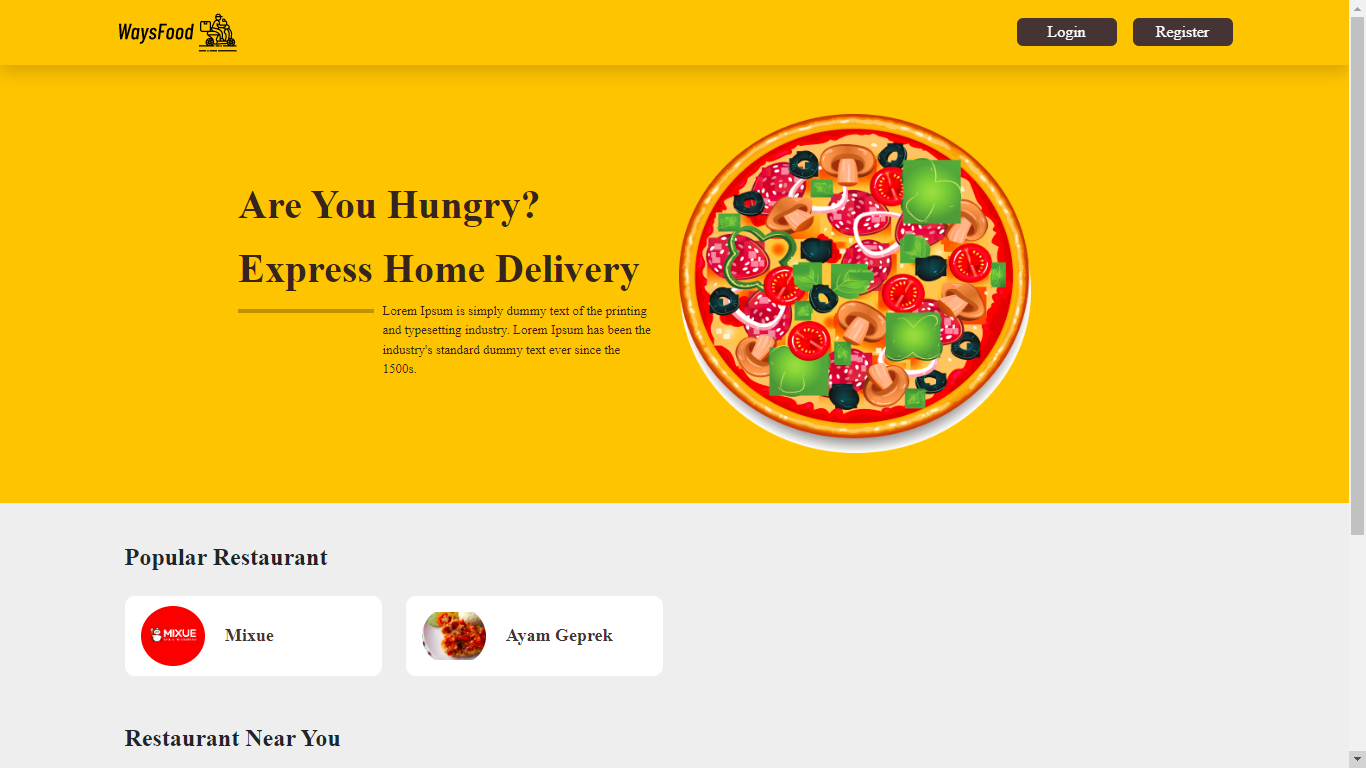 WaysFood
Login
Register
Are You Hungry?
Express Home Delivery
Lorem Ipsum is simply dummy text of the printing
and typesetting industry. Lorem Ipsum has been the
industry's standard dummy text ever since the
1500s.
Popular Restaurant
MIXUE
Mixue
Ayam Geprek
Restaurant Near You